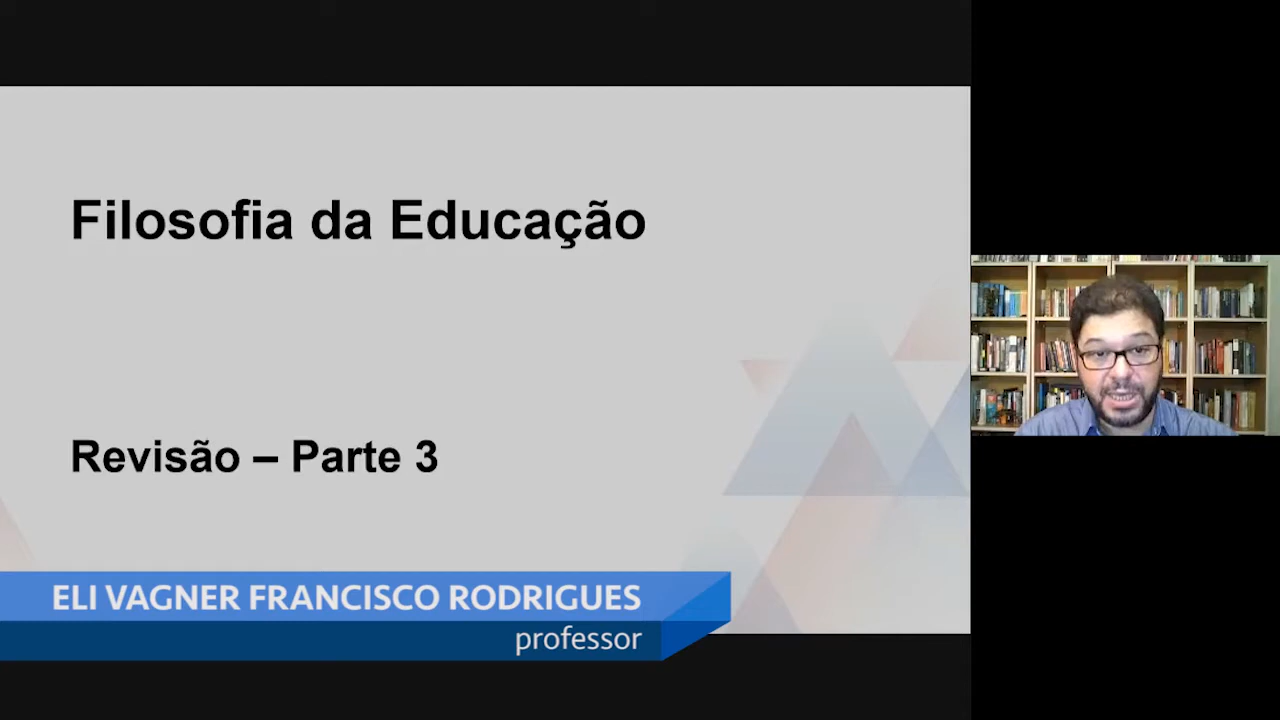 Filosofia da Educação
Revisão – Parte 3
ELI VAGNER FRANCISCO RODRIGUES
professor